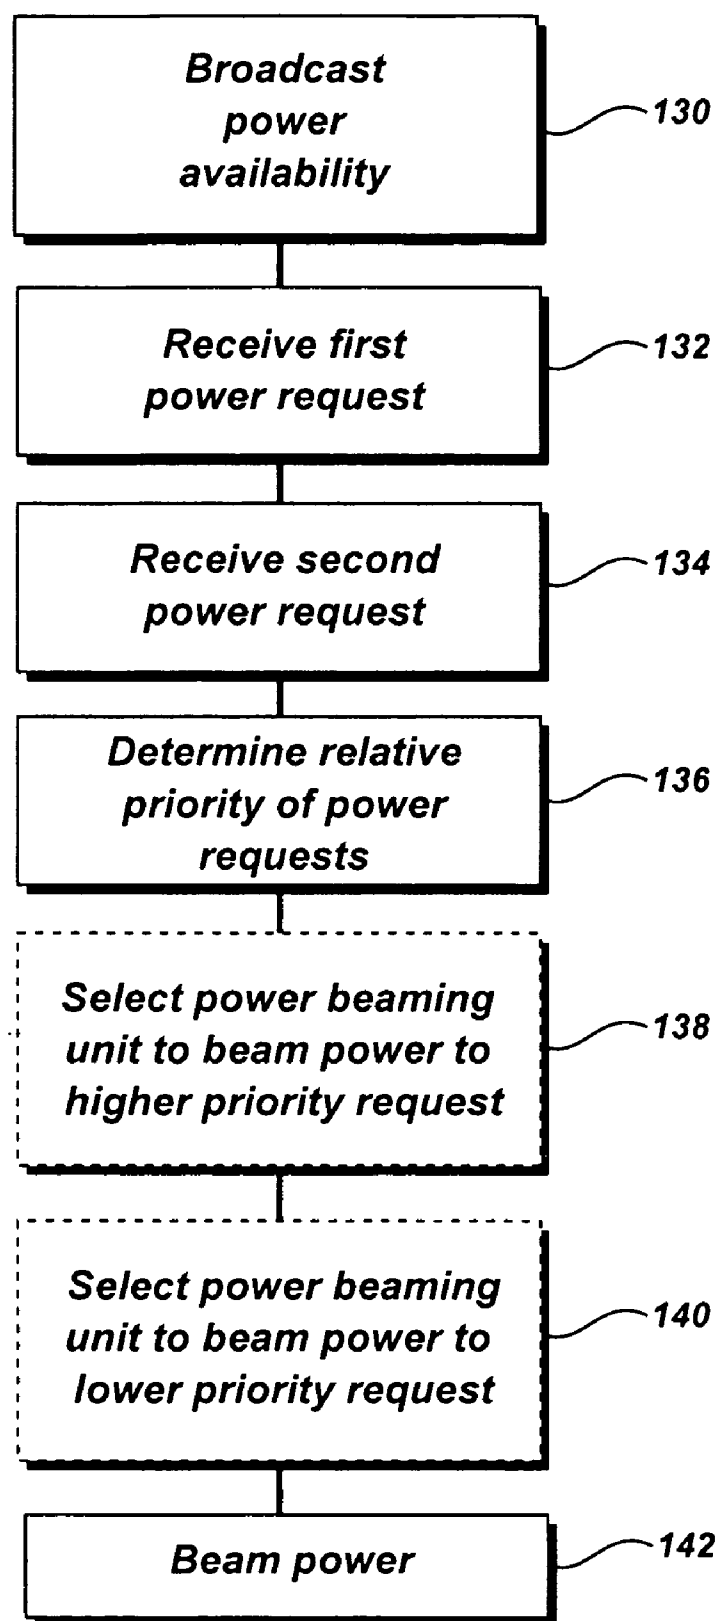 Broadcast
power
availability
130
Receive first
power request
132
Receive second
power request
134
Determine relative
priority of power
requests
136
Select power beaming
unit to beam power to
higher priority request
138
Select power beaming
unit to beam power to
lower priority request
140
Beam power
142